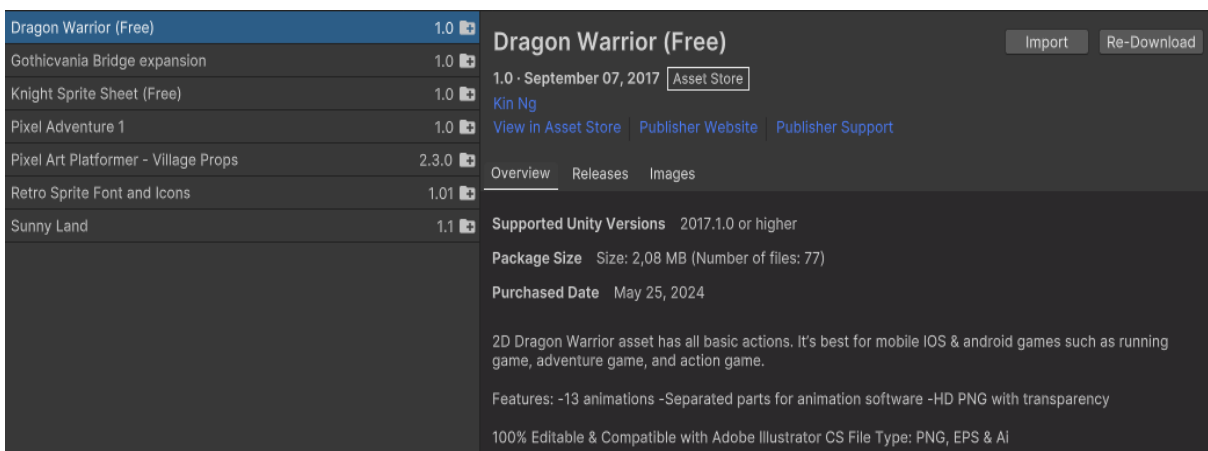 Dragon Warrior (Free) 1.0
Gothicvania Bridge expansion 1.0
Knight Sprite Sheet (Free) 1.0
Pixel Adventure 1 1.0
Pixel Art Platformer - Village Props 2.3.0
Retro Sprite Font and Icons 1.01
Sunny Land 1.1
Dragon Warrior (Free) Import Re-Download
1.0 · September 07, 2017 Asset Store
Kin Ng
View in Asset Store Publisher Website Publisher Support
Overview Releases Images
Supported Unity Versions 2017.1.0 or higher
Package Size Size: 2,08 MB (Number of files: 77)
Purchased Date May 25, 2024
2D Dragon Warrior asset has all basic actions. It's best for mobile IOS & android games such as running
game, adventure game, and action game.
Features: -13 animations -Separated parts for animation software -HD PNG with transparency
100% Editable & Compatible with Adobe Illustrator CS File Type: PNG, EPS & Ai